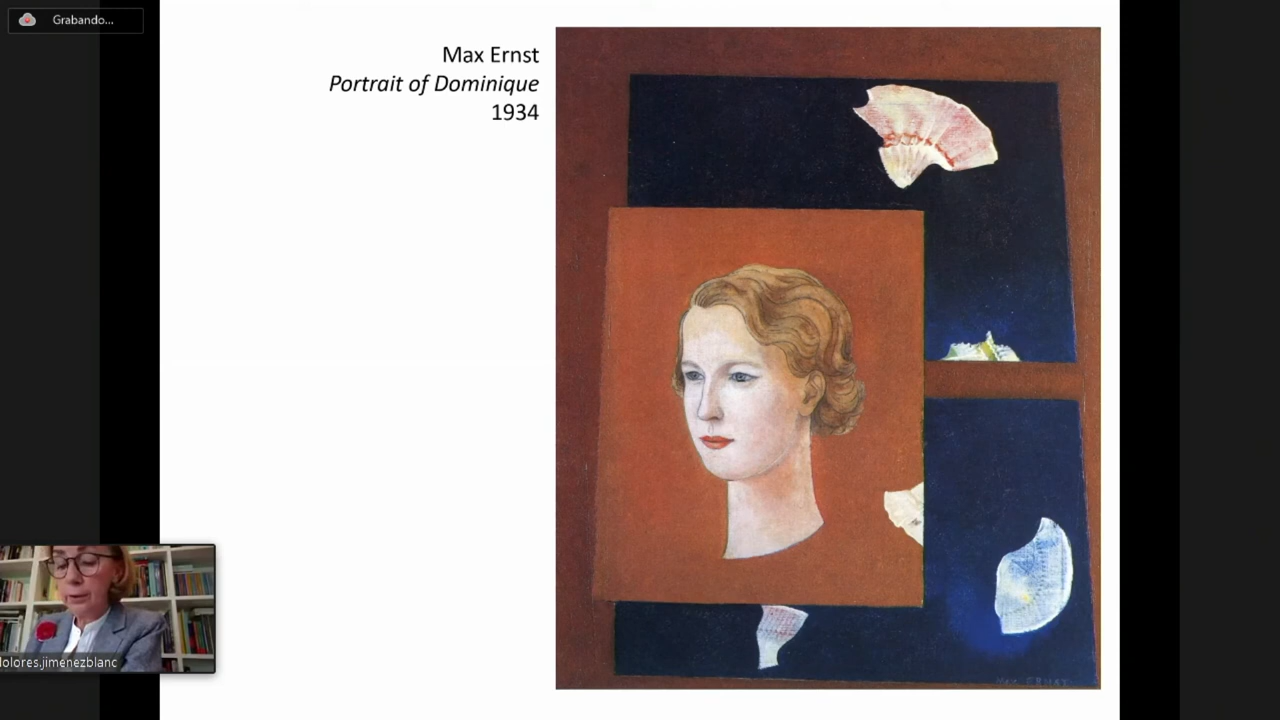 Grabando...
Max Ernst
Portrait of Dominique
1934
MAX ERNST
dolores.jimenezblanc